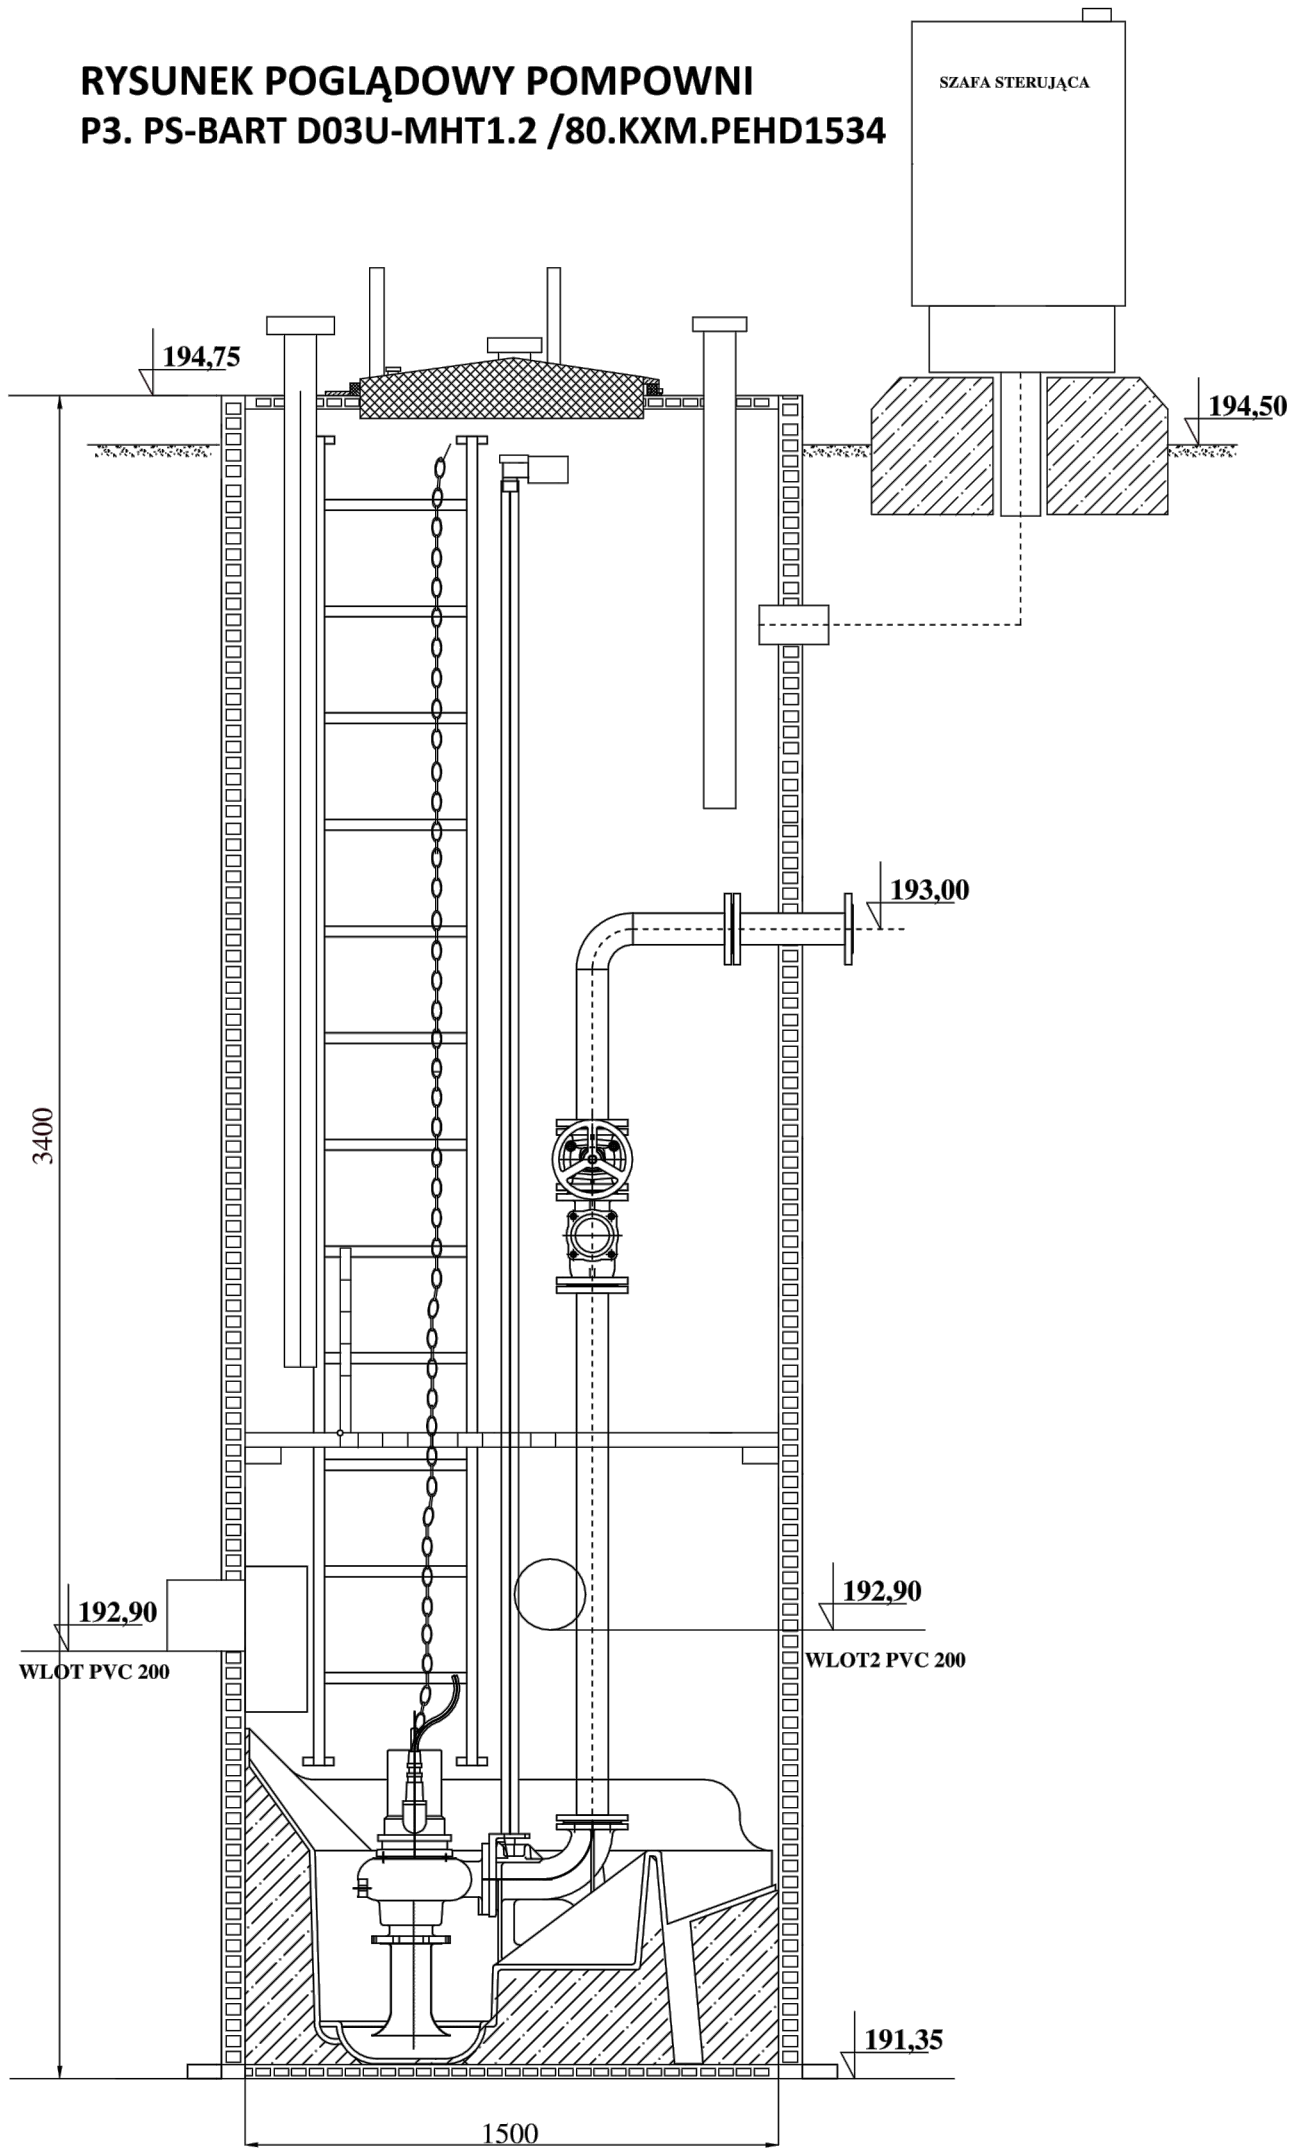 RYSUNEK POGLĄDOWY POMPOWNI
P3. PS-BART D03U-MHT1.2 /80.KXM.PEHD1534
SZAFA STERUJĄCA
194,75
194,50
193,00
3400
192,90
WLOT PVC 200
192,90
WLOT2 PVC 200
191,35
1500